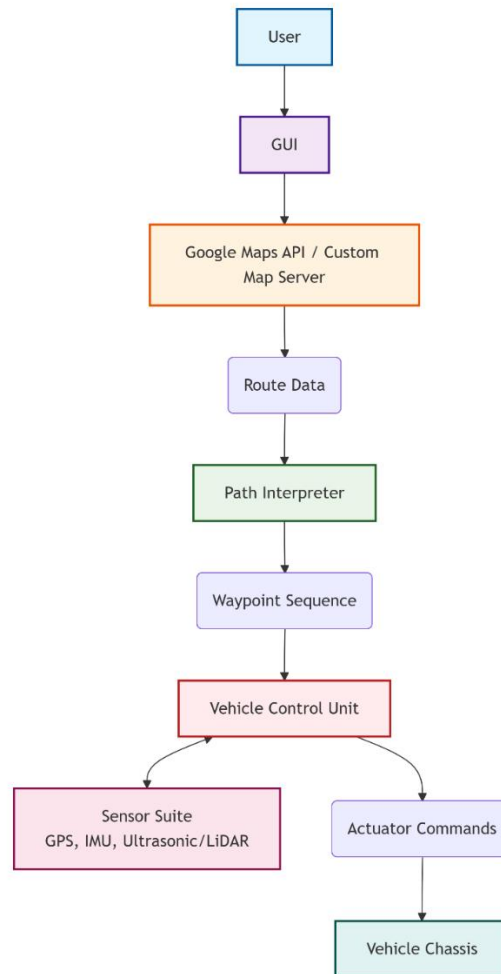 User
GUI
Google Maps API / Custom
Map Server
Route Data
Path Interpreter
Waypoint Sequence
Vehicle Control Unit
Sensor Suite
GPS, IMU, Ultrasonic/LiDAR
Actuator Commands
Vehicle Chassis